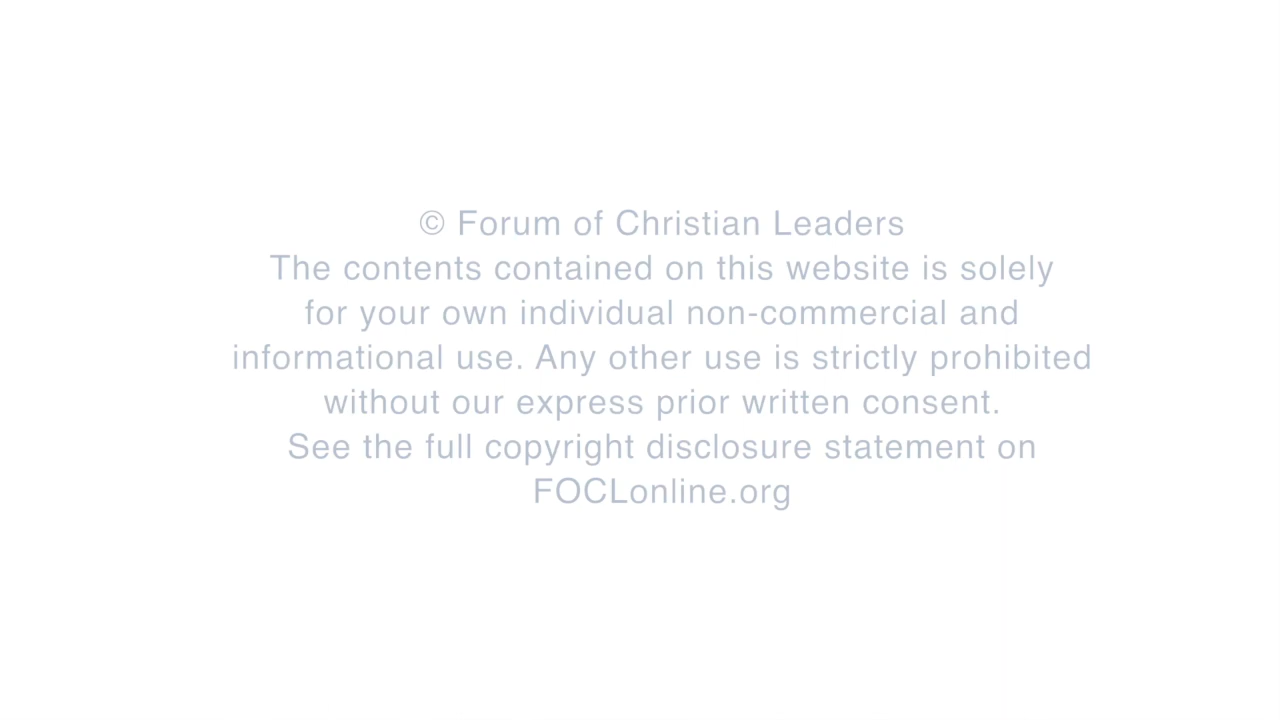 © Forum of Christian Leaders
The contents contained on this website is solely
for your own individual non-commercial and
informational use. Any other use is strictly prohibited
without our express prior written consent.
See the full copyright disclosure statement on
FOCLonline.org